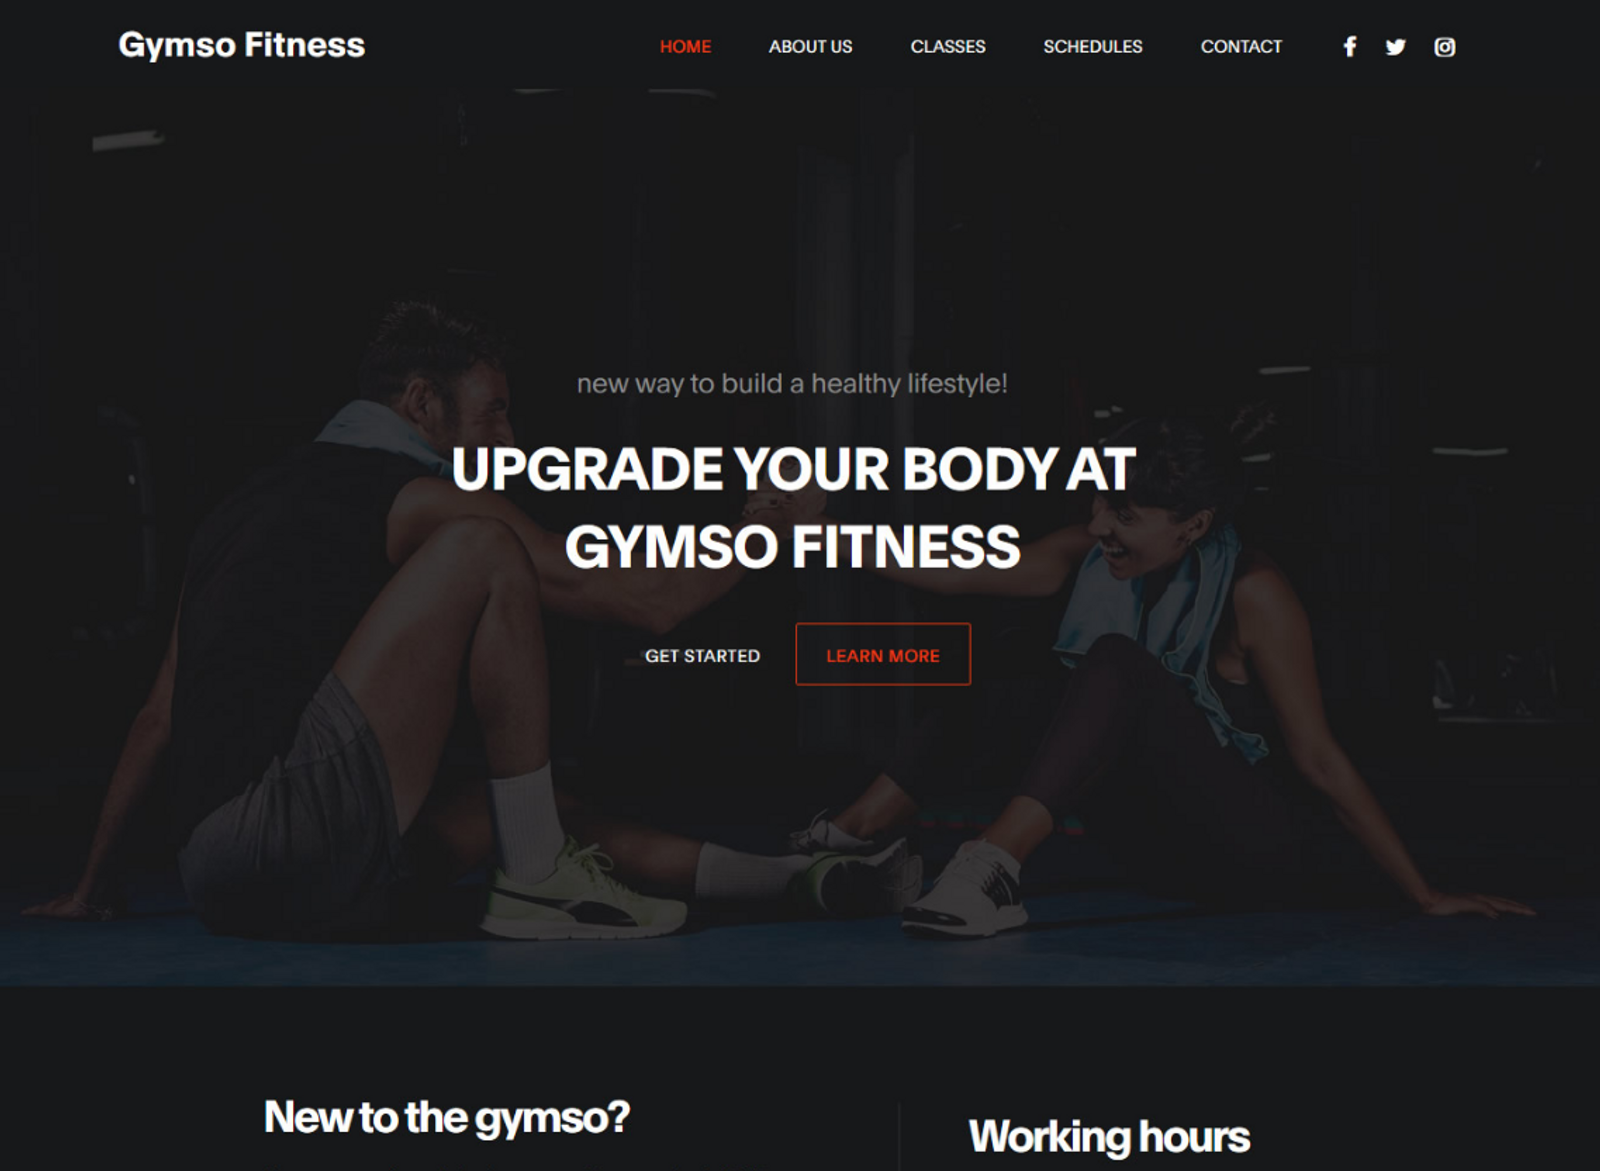 Gymso Fitness
HOME ABOUT US CLASSES SCHEDULES CONTACT
new way to build a healthy lifestyle!
UPGRADE YOUR BODY AT
GYMSO FITNESS
GET STARTED LEARN MORE
New to the gymso?
Working hours